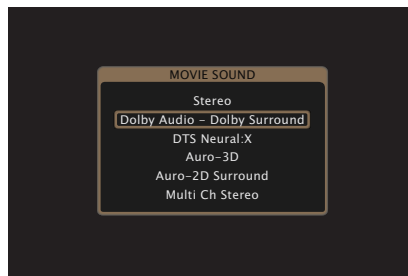 MOVIE SOUND
Stereo
Dolby Audio – Dolby Surround
DTS Neural:X
Auro-3D
Auro-2D Surround
Multi Ch Stereo